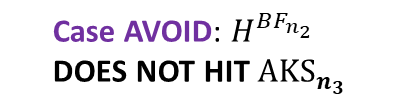 Case AVOID: H^{BF_{n_2}}
DOES NOT HIT AKS_{n_3}